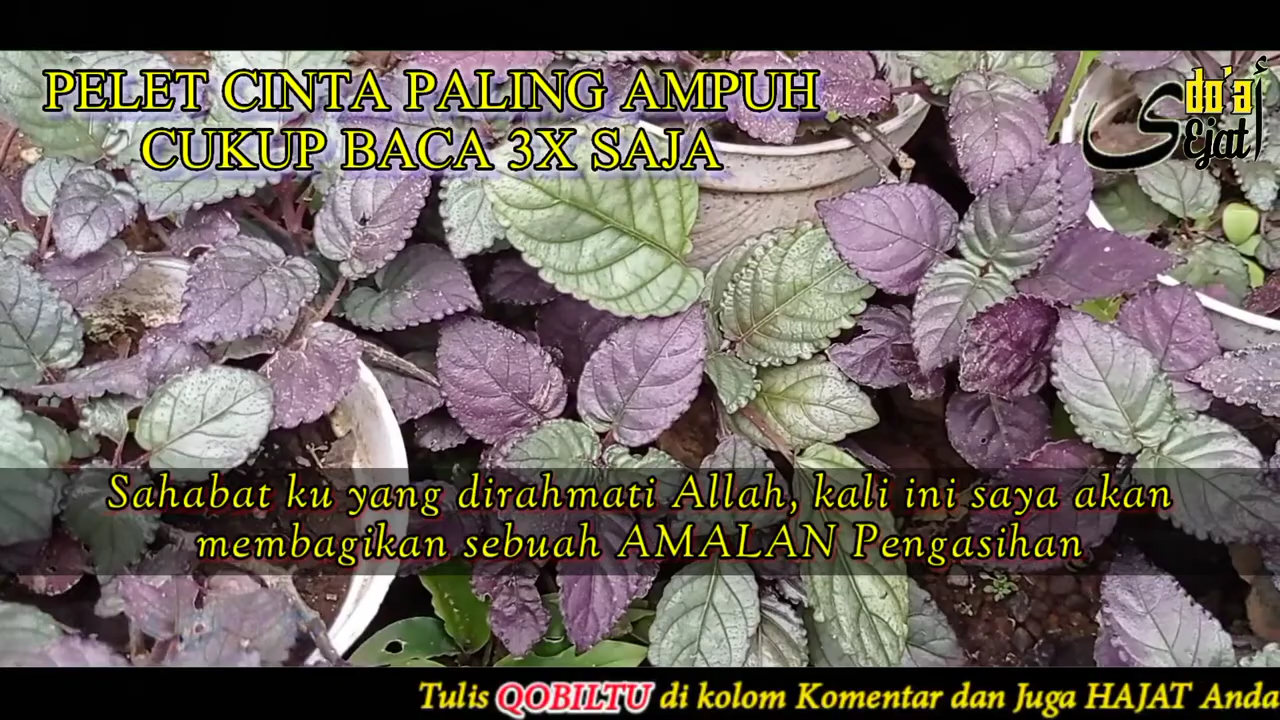 PELET CINTA PALING AMPUH
CUKUP BACA 3X SAJA
do'a
Sejati
Sahabat ku yang dirahmati Allah, kali ini saya akan
membagikan sebuah AMALAN Pengasihan
Tulis QOBILTU di kolom Komentar dan Juga HAJAT Anda